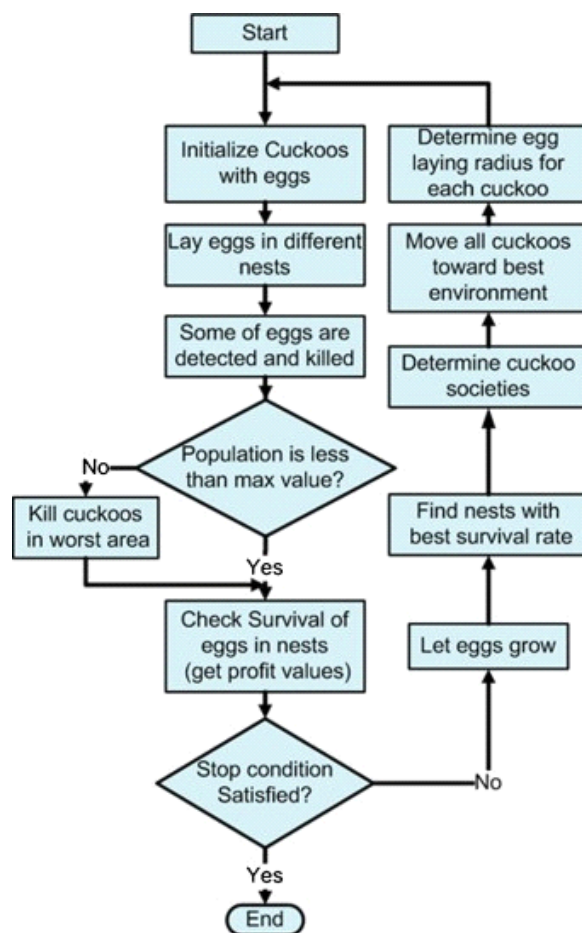 Start
Initialize Cuckoos
with eggs
Lay eggs in different
nests
Some of eggs are
detected and killed
Population is less
than max value?
No
Kill cuckoos
in worst area
Yes
Check Survival of
eggs in nests
(get profit values)
Stop condition
Satisfied?
No
Yes
End
Let eggs grow
Find nests with
best survival rate
Determine cuckoo
societies
Move all cuckoos
toward best
environment
Determine egg
laying radius for
each cuckoo